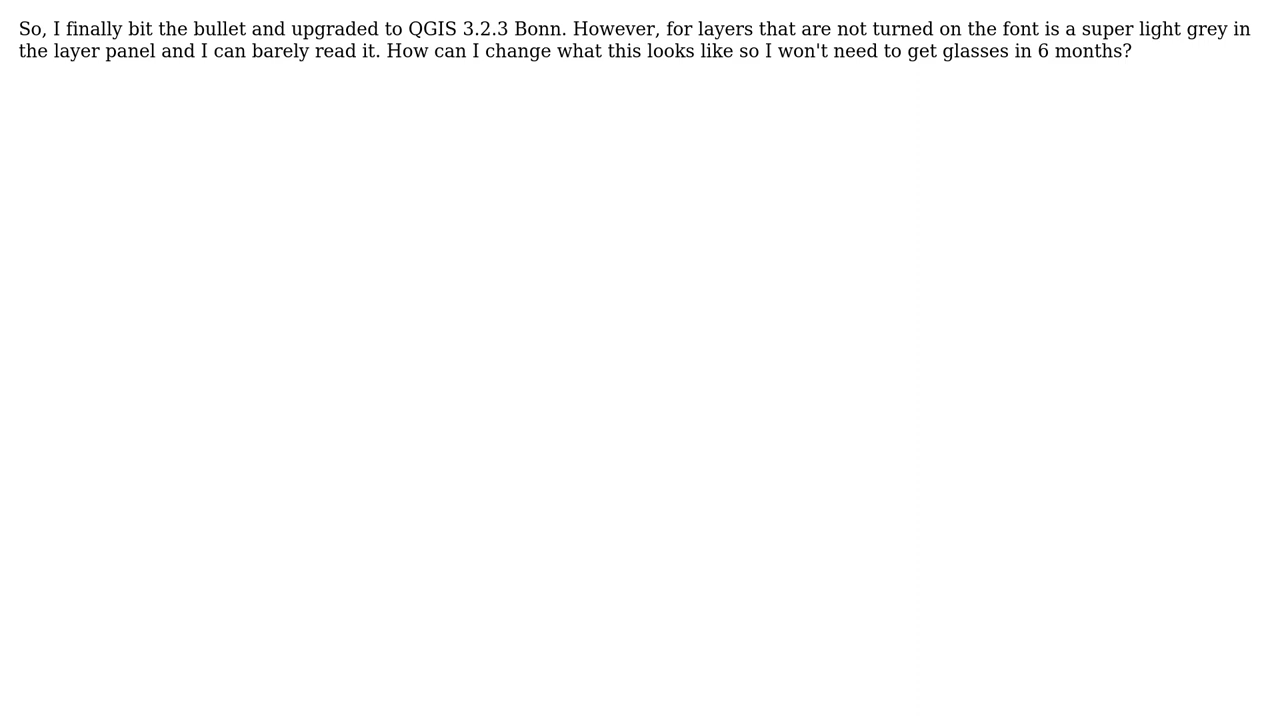 So, I finally bit the bullet and upgraded to QGIS 3.2.3 Bonn. However, for layers that are not turned on the font is a super light grey in
the layer panel and I can barely read it. How can I change what this looks like so I won't need to get glasses in 6 months?